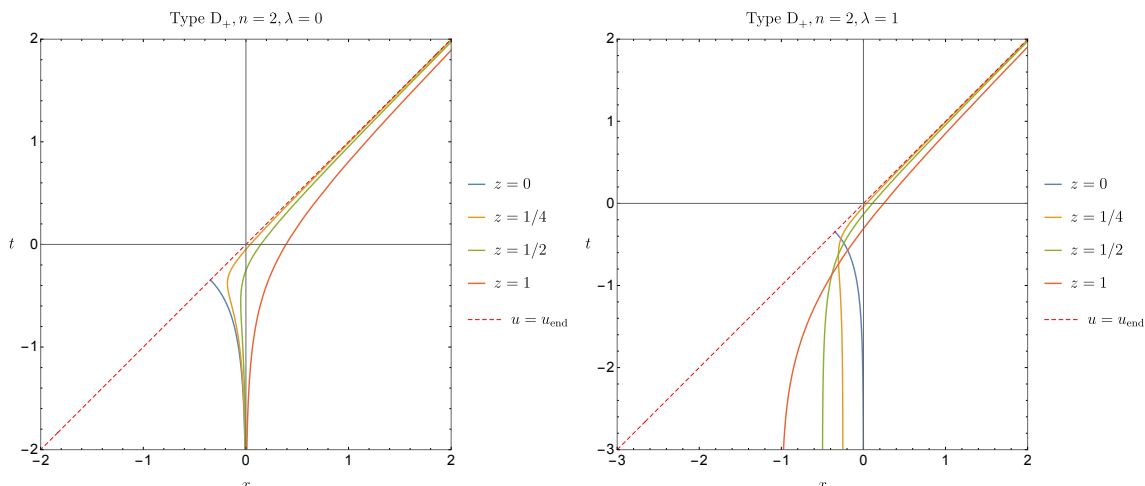 Type D₊, n = 2, λ = 0
2
1
0
−1
−2
t
−2
−1
0
1
2
x
z = 0
z = 1/4
z = 1/2
z = 1
u = u_end
Type D₊, n = 2, λ = 1
2
1
0
−1
−2
−3
t
−3
−2
−1
0
1
2
x
z = 0
z = 1/4
z = 1/2
z = 1
u = u_end